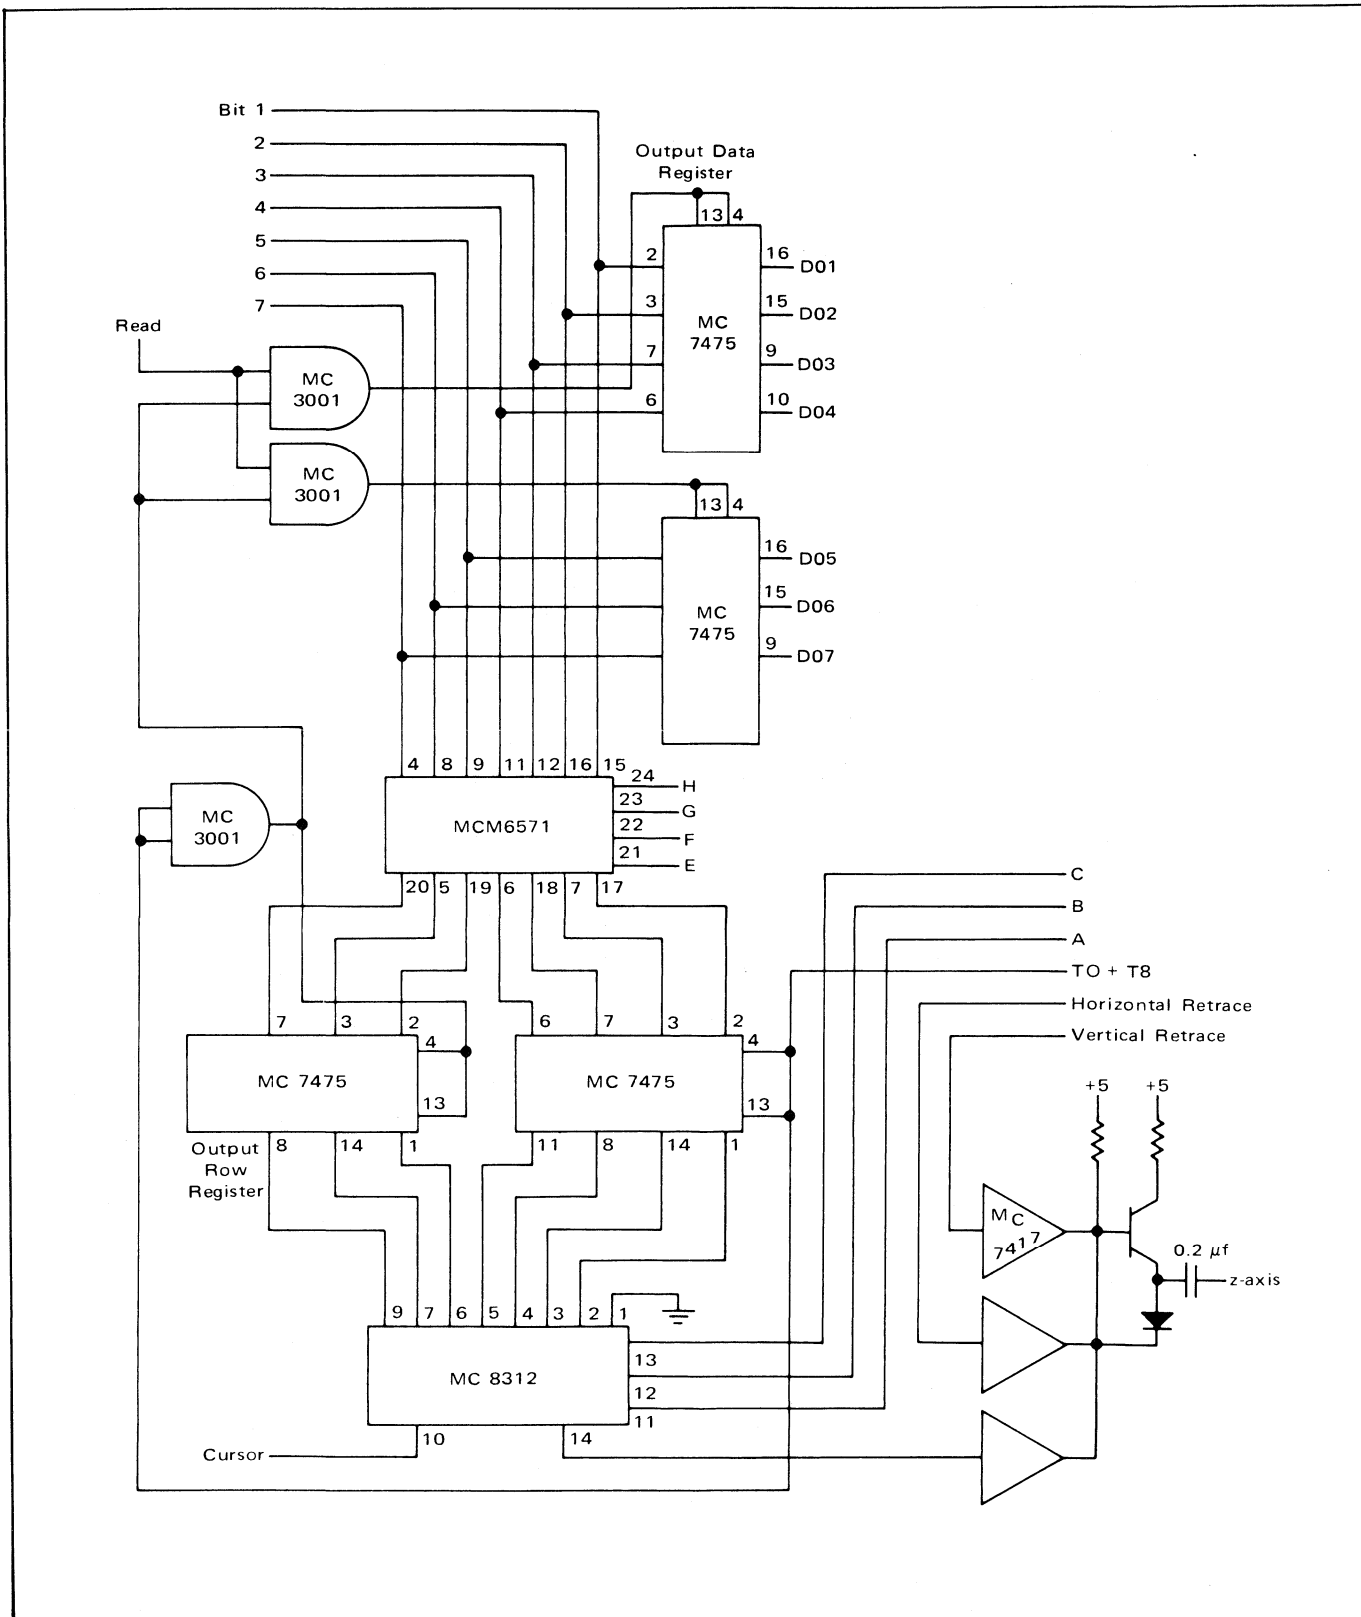 Bit 1
2
3
4
5
6
7
Read
Output Data
Register
13 4
2
3
7
6
MC
7475
16
D01
15
D02
9
D03
10
D04
MC
3001
MC
3001
13 4
MC
7475
16
D05
15
D06
9
D07
MC
3001
4 8 9 11 12 16 15
MCM6571
24
H
23
G
22
F
21
E
20 5 19 6 18 7 17
C
B
A
TO + T8
Horizontal Retrace
Vertical Retrace
7 3 2
4
MC 7475
13
8 14 1
Output
Row
Register
6 7 3 2
4
MC 7475
13
11 8 14 1
+5 +5
MC
7417
0.2 µf
z-axis
9 7 6 5 4 3 2 1
MC 8312
13
12
11
10
14
Cursor